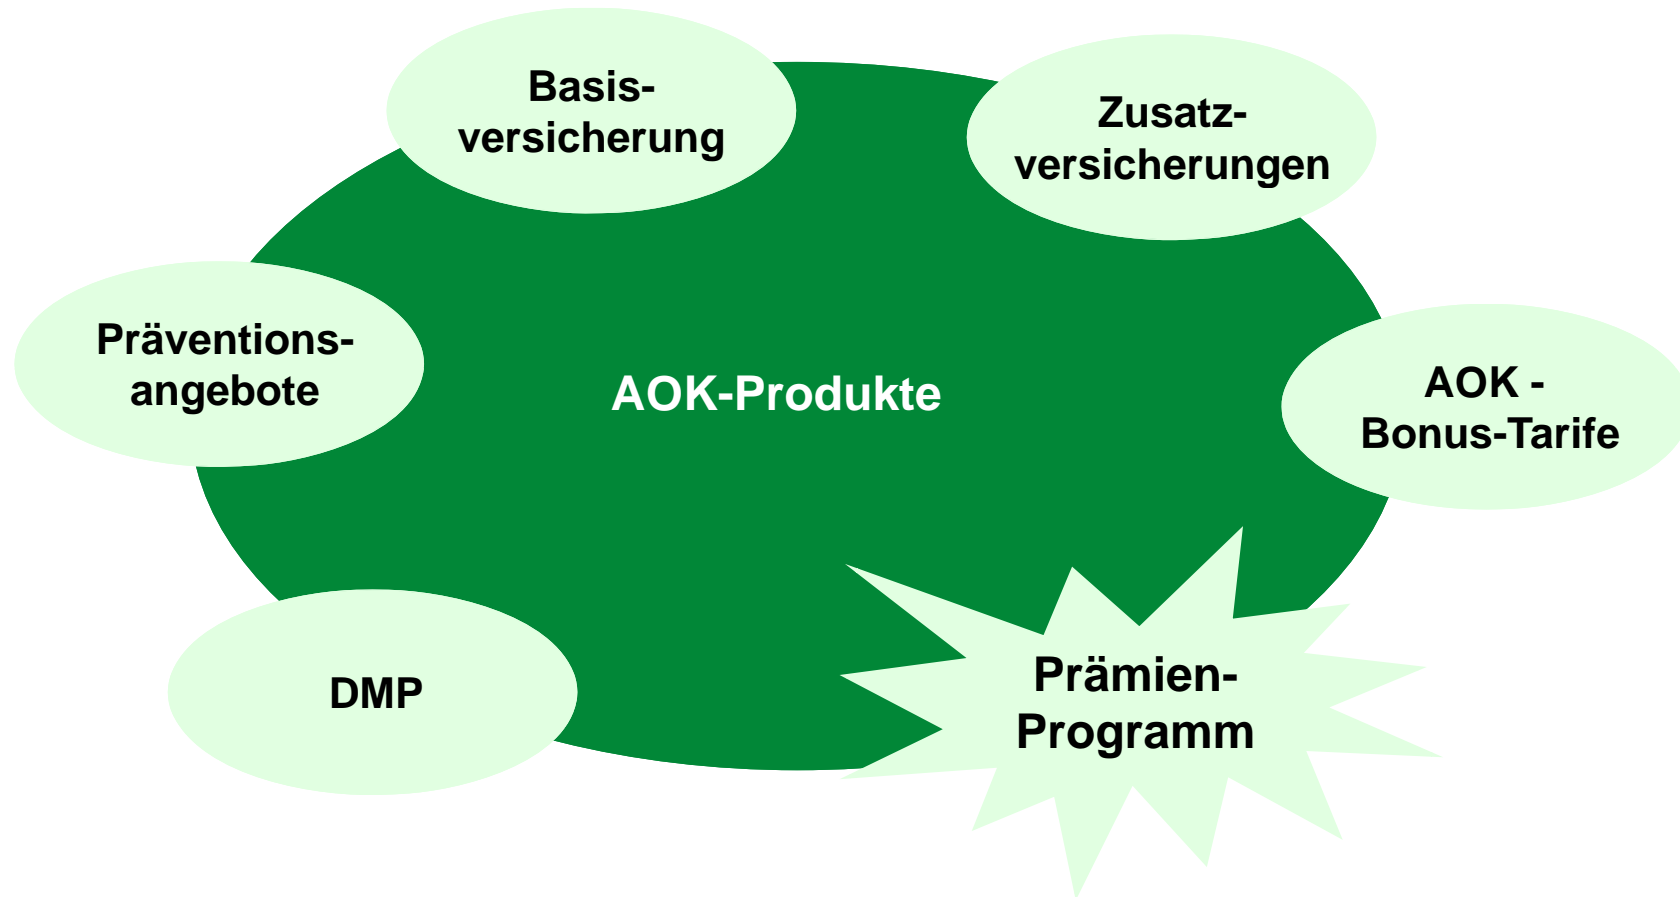 Basis-
versicherung
Zusatz-
versicherungen
Präventions-
angebote
AOK-Produkte
AOK -
Bonus-Tarife
DMP
Prämien-
Programm